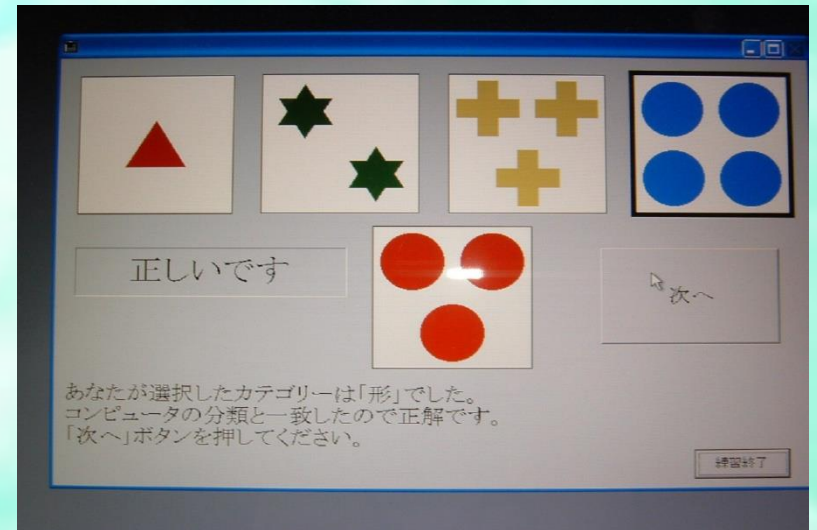 正しいです
次へ
あなたが選択したカテゴリーは「形」でした。
コンピュータの分類と一致したので正解です。
「次へ」ボタンを押してください。
練習終了